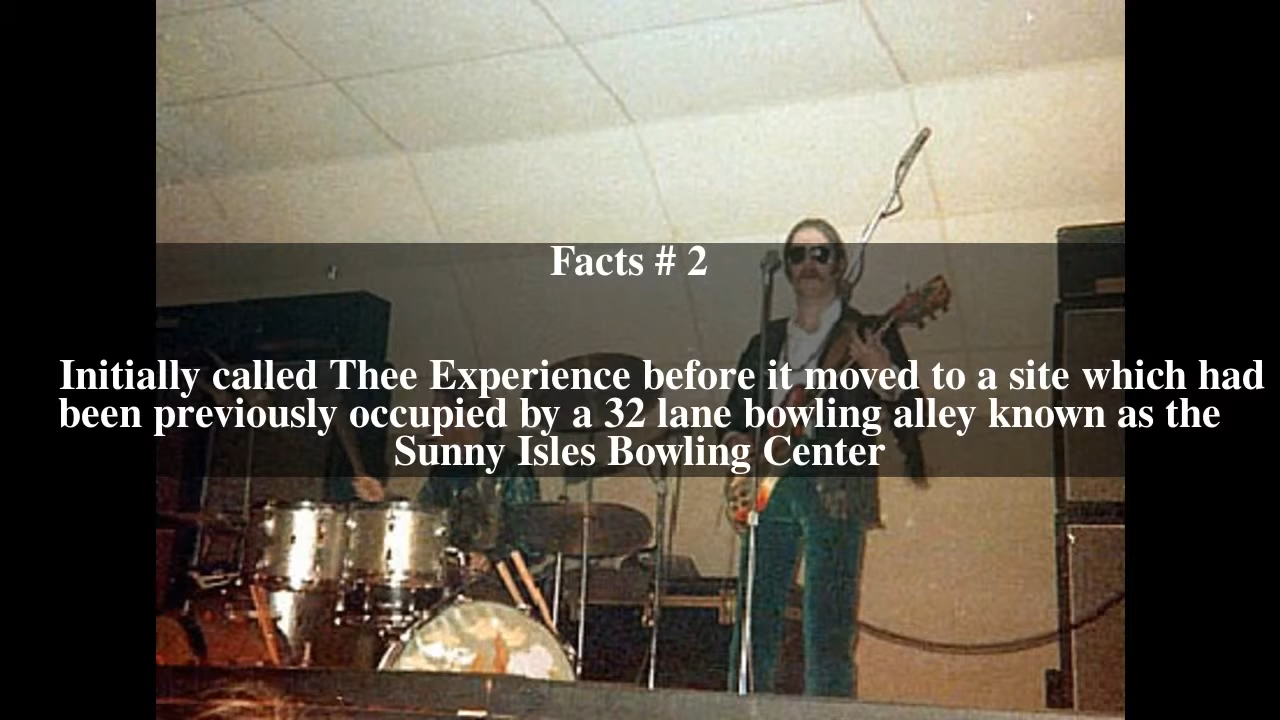 Facts # 2
Initially called Thee Experience before it moved to a site which had
been previously occupied by a 32 lane bowling alley known as the
Sunny Isles Bowling Center